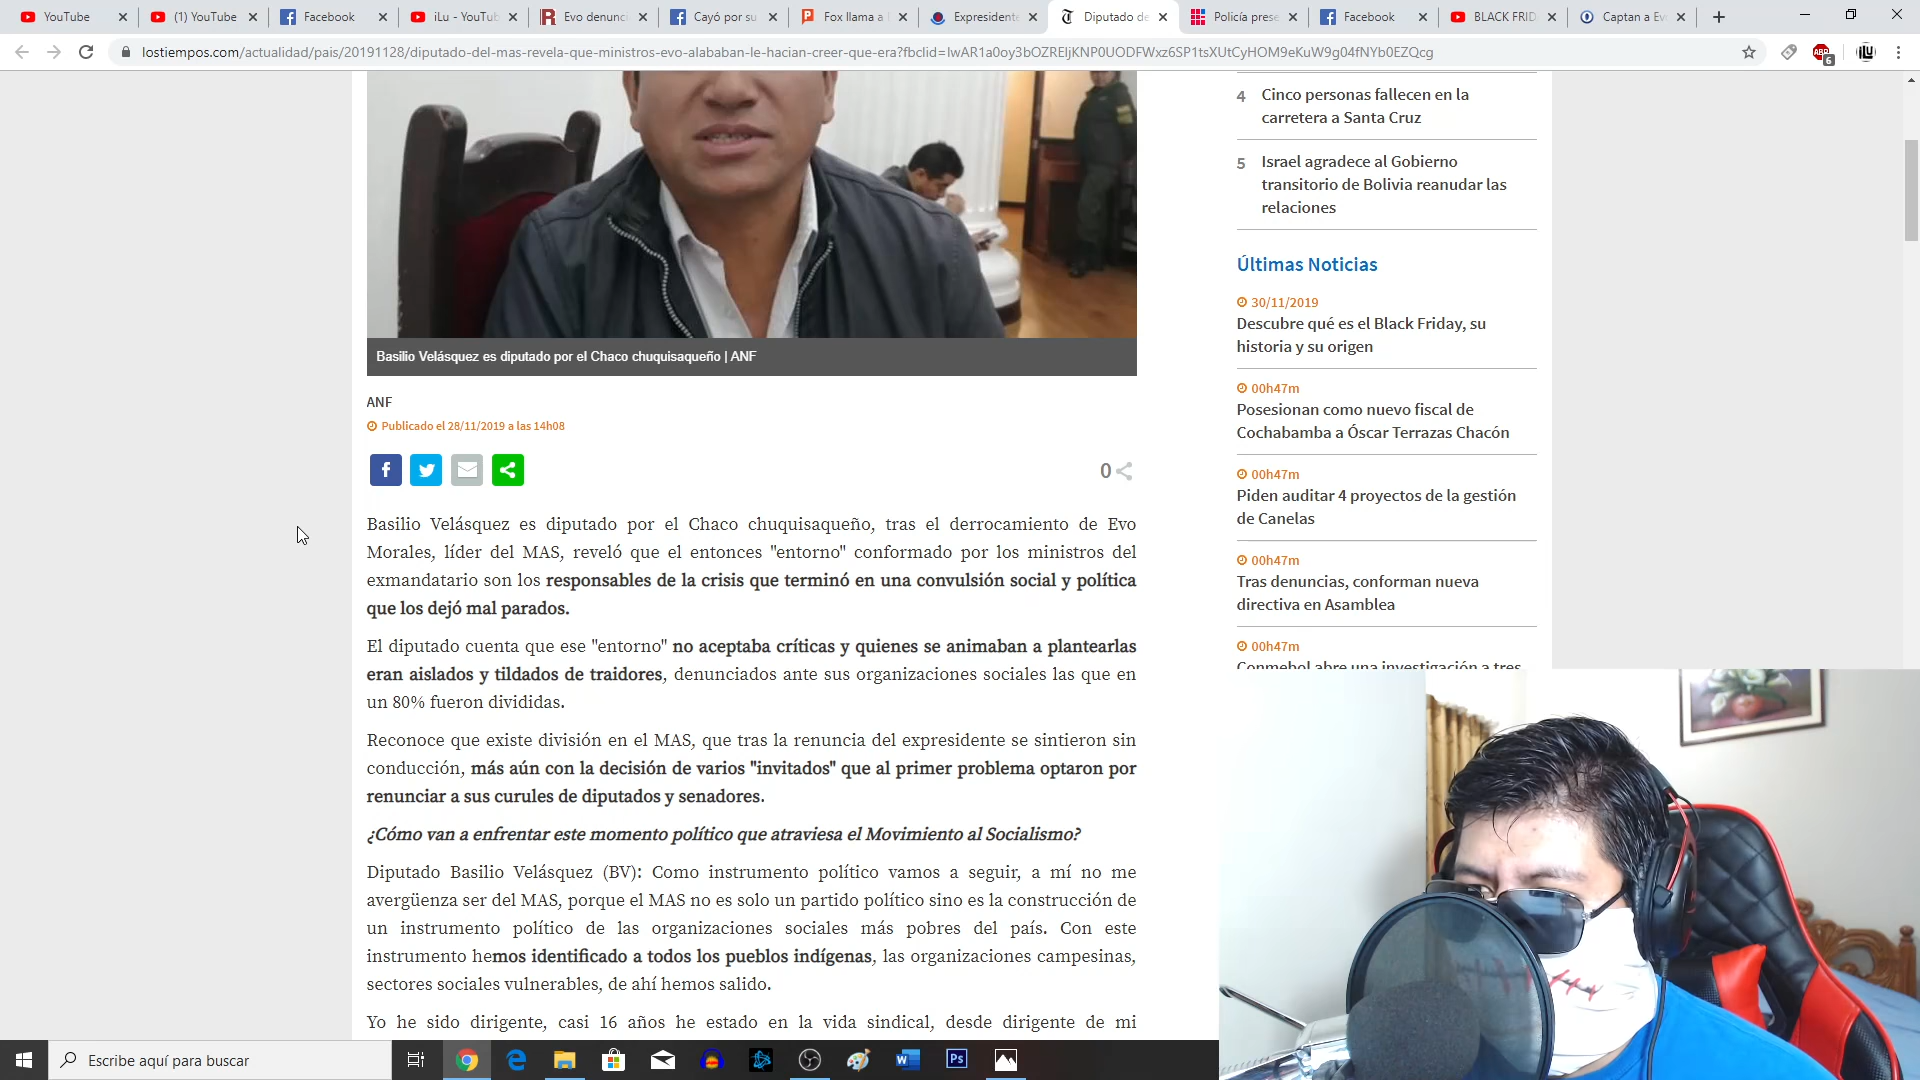 YouTube
(1) YouTube
Facebook
iLu - YouTub
Evo denunci
Cayó por su
Fox llama a
Expresidente
Diputado de
Policía prese
Facebook
BLACK FRID
Captan a Ev
lostiempos.com/actualidad/pais/20191128/diputado-del-mas-revela-que-ministros-evo-alababan-le-hacian-creer-que-era?fbclid=
ABP
6
Basilio Velásquez es diputado por el Chaco chuquisaqueño | ANF
ANF
Publicado el 28/11/2019 a las 14h08
0
Basilio Velásquez es diputado por el Chaco chuquisaqueño, tras el derrocamiento de Evo
Morales, líder del MAS, reveló que el entonces "entorno" conformado por los ministros del
exmandatario son los responsables de la crisis que terminó en una convulsión social y política
que los dejó mal parados.
El diputado cuenta que ese "entorno" no aceptaba críticas y quienes se animaban a plantearlas
eran aislados y tildados de traidores, denunciados ante sus organizaciones sociales las que en
un 80% fueron divididas.
Reconoce que existe división en el MAS, que tras la renuncia del expresidente se sintieron sin
conducción, más aún con la decisión de varios "invitados" que al primer problema optaron por
renunciar a sus curules de diputados y senadores.
¿Cómo van a enfrentar este momento político que atraviesa el Movimiento al Socialismo?
Diputado Basilio Velásquez (BV): Como instrumento político vamos a seguir, a mí no me
avergüenza ser del MAS, porque el MAS no es solo un partido político sino es la construcción de
un instrumento político de las organizaciones sociales más pobres del país. Con este
instrumento hemos identificado a todos los pueblos indígenas, las organizaciones campesinas,
sectores sociales vulnerables, de ahí hemos salido.
Yo he sido dirigente, casi 16 años he estado en la vida sindical, desde dirigente de mi
4 Cinco personas fallecen en la
carretera a Santa Cruz
5 Israel agradece al Gobierno
transitorio de Bolivia reanudar las
relaciones
Últimas Noticias
30/11/2019
Descubre qué es el Black Friday, su
historia y su origen
00h47m
Posesionan como nuevo fiscal de
Cochabamba a Óscar Terrazas Chacón
00h47m
Piden auditar 4 proyectos de la gestión
de Canelas
00h47m
Tras denuncias, conforman nueva
directiva en Asamblea
00h47m
Conmebol abre una investigación a tres
Escribe aquí para buscar
Ps